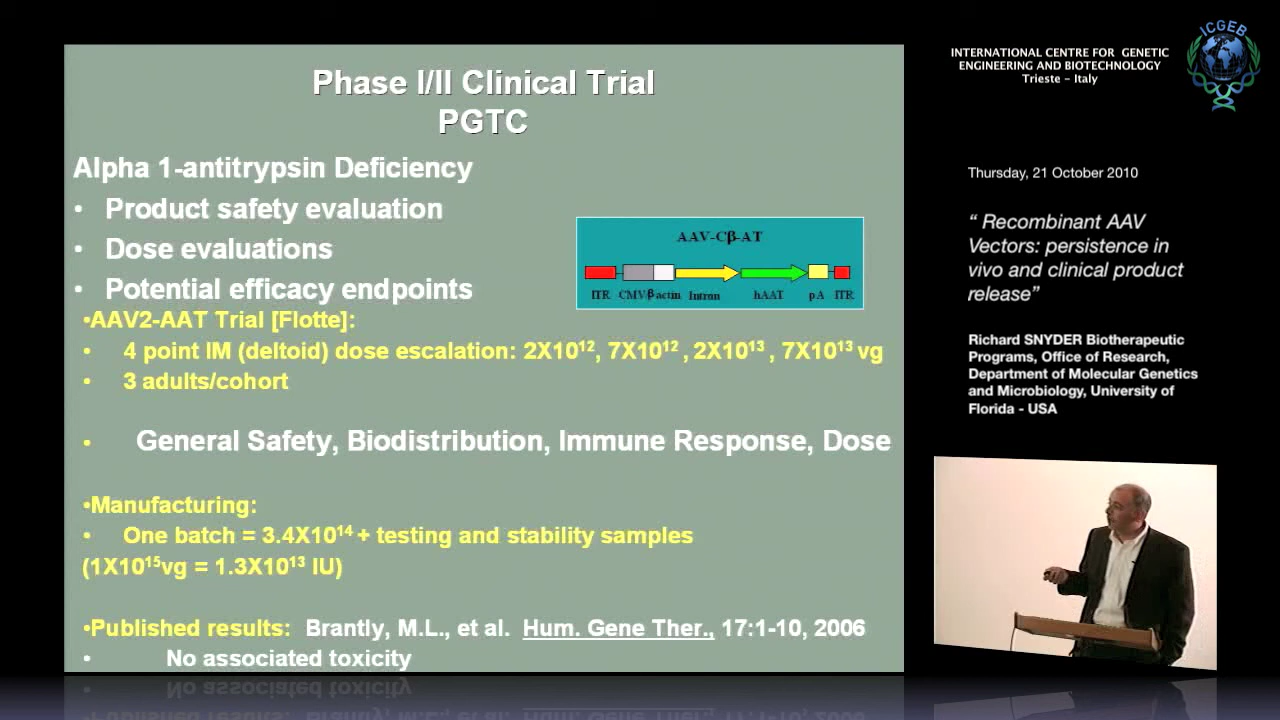 Phase I/II Clinical Trial
PGTC
Alpha 1-antitrypsin Deficiency
• Product safety evaluation
• Dose evaluations
• Potential efficacy endpoints
AAV-Cβ-AT
ITR CMVβ-actin Intron hAAT pA ITR
•AAV2-AAT Trial [Flotte]:
• 4 point IM (deltoid) dose escalation: 2X10¹², 7X10¹² , 2X10¹³ , 7X10¹³ vg
• 3 adults/cohort
• General Safety, Biodistribution, Immune Response, Dose
•Manufacturing:
• One batch = 3.4X10¹⁴ + testing and stability samples
(1X10¹⁵vg = 1.3X10¹³ IU)
•Published results: Brantly, M.L., et al. Hum. Gene Ther., 17:1-10, 2006
• No associated toxicity
INTERNATIONAL CENTRE FOR GENETIC
ENGINEERING AND BIOTECHNOLOGY
Trieste – Italy
ICGEB
Thursday, 21 October 2010
“ Recombinant AAV
Vectors: persistence in
vivo and clinical product
release”
Richard SNYDER Biotherapeutic
Programs, Office of Research,
Department of Molecular Genetics
and Microbiology, University of
Florida - USA